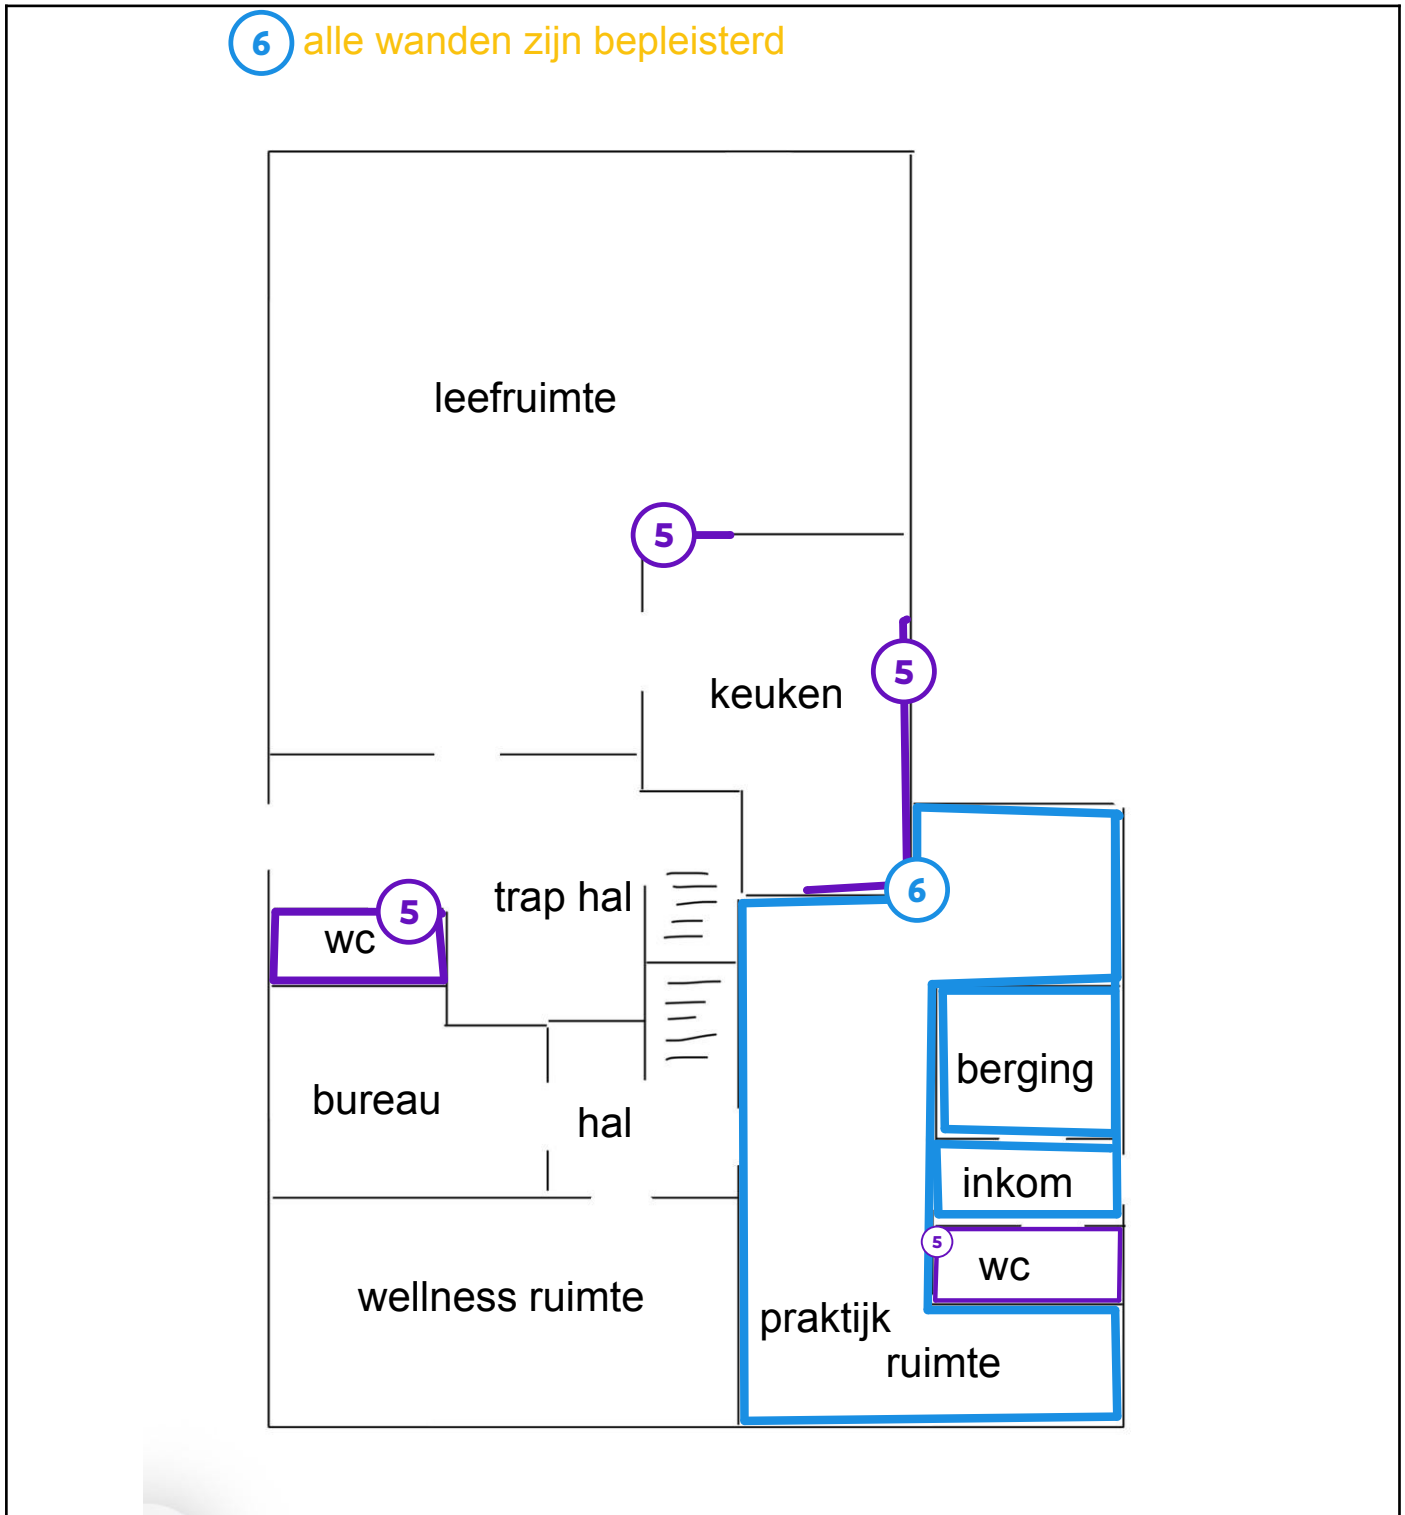 6 alle wanden zijn bepleisterd
leefruimte
5
5
keuken
5
wc
trap hal
6
bureau
hal
berging
inkom
5
wc
wellness ruimte
praktijk
ruimte